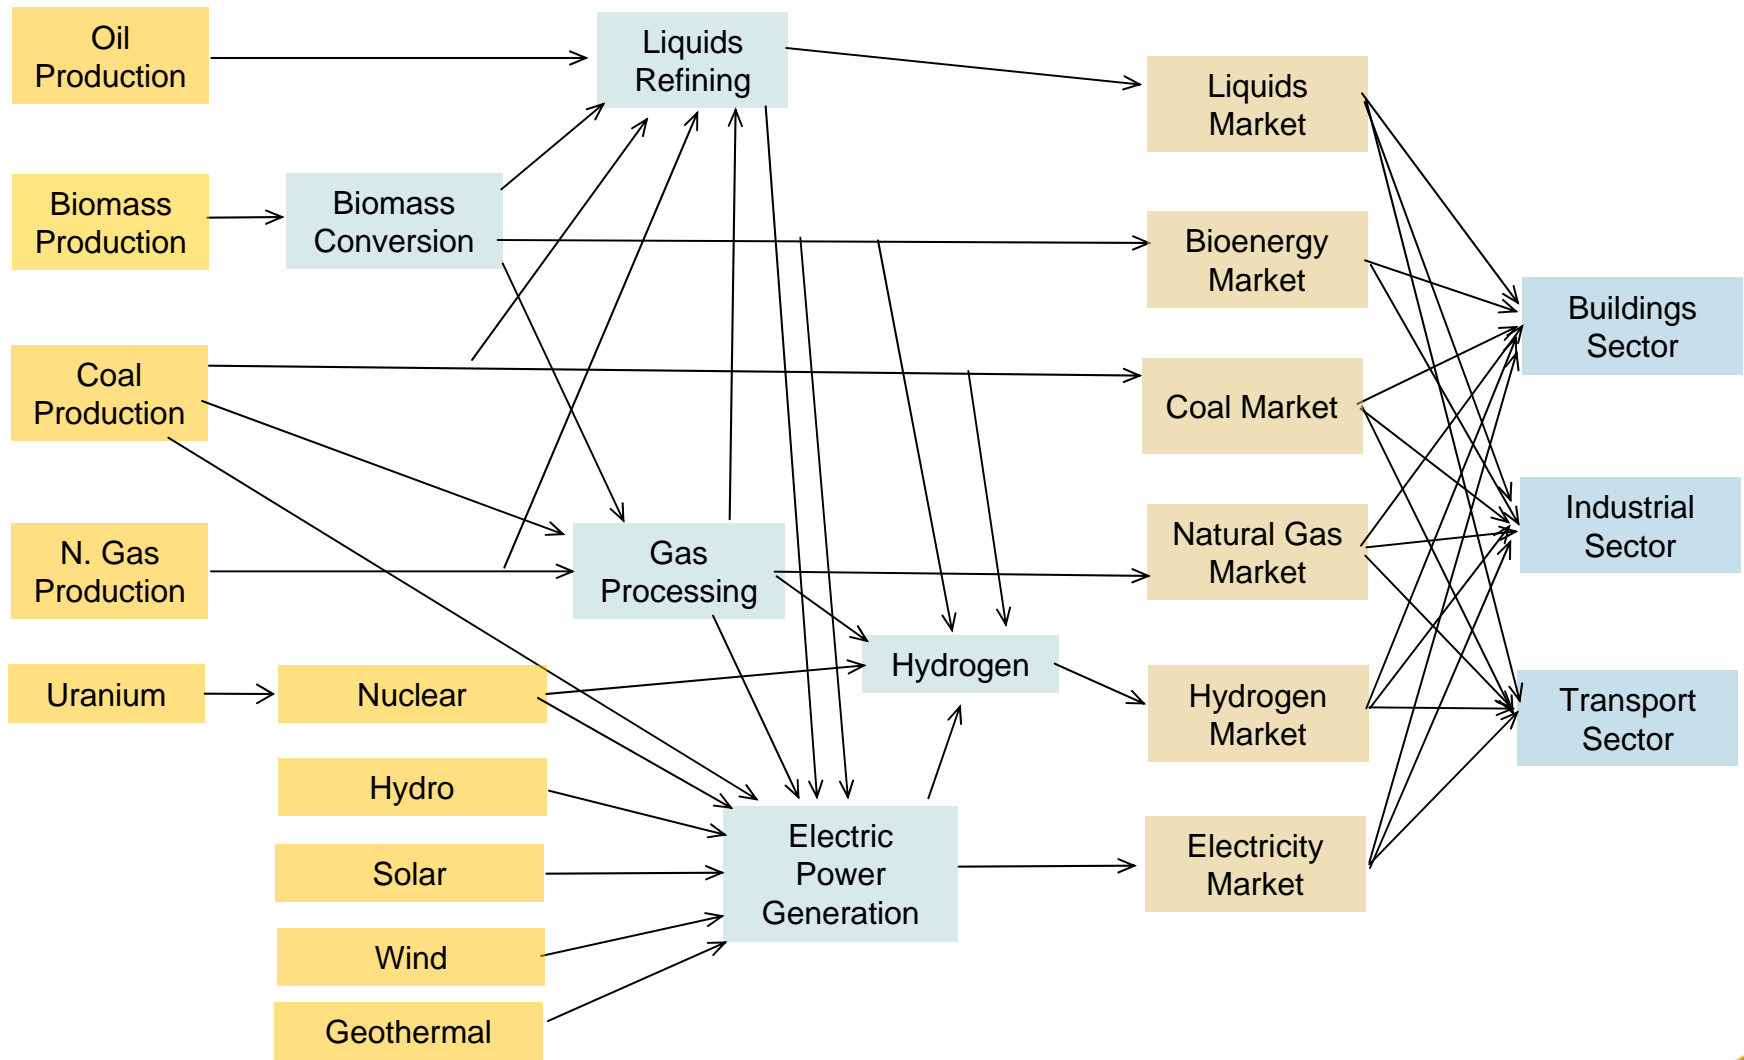 Oil
Production
Liquids
Refining
Liquids
Market
Biomass
Production
Biomass
Conversion
Bioenergy
Market
Buildings
Sector
Coal
Production
Coal Market
Industrial
Sector
N. Gas
Production
Gas
Processing
Natural Gas
Market
Uranium
Nuclear
Hydrogen
Hydrogen
Market
Transport
Sector
Hydro
Solar
Wind
Geothermal
Electric
Power
Generation
Electricity
Market